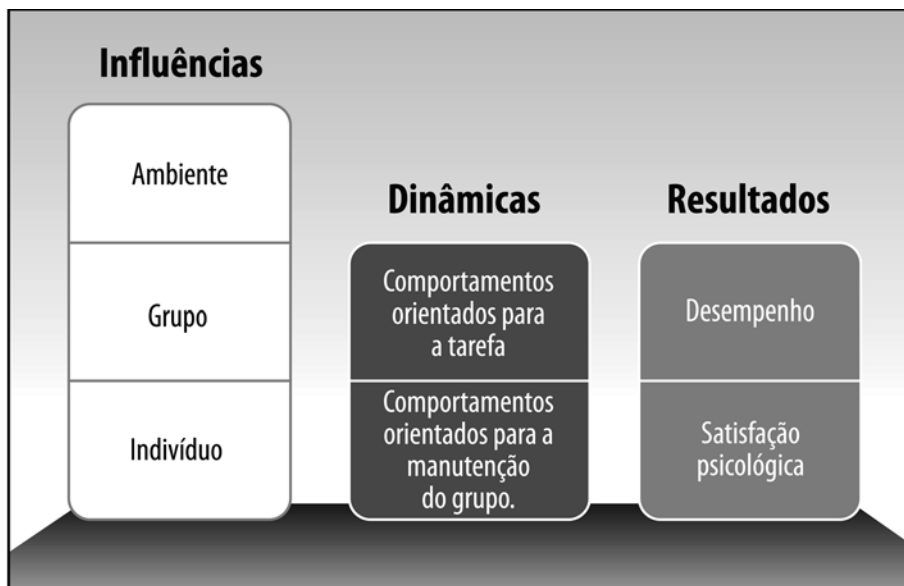 Influências
Ambiente
Grupo
Indivíduo
Dinâmicas
Comportamentos
orientados para
a tarefa
Comportamentos
orientados para a
manutenção
do grupo.
Resultados
Desempenho
Satisfação
psicológica